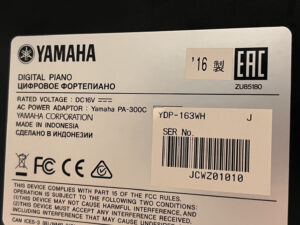 YAMAHA
'16 製
EAC
ZU85180
DIGITAL PIANO
ЦИФРОВОЕ ФОРТЕПИАНО
RATED VOLTAGE : DC16V
AC POWER ADAPTOR : Yamaha PA-300C
YAMAHA CORPORATION
MADE IN INDONESIA
СДЕЛАНО В ИНДОНЕЗИИ
YDP-163WH J
SER No.
JCWZ01010
FC CE
THIS DEVICE COMPLIES WITH PART 15 OF THE FCC RULES.
OPERATION IS SUBJECT TO THE FOLLOWING TWO CONDITIONS:
(1)THIS DEVICE MAY NOT CAUSE HARMFUL INTERFERENCE, AND
(2)THIS DEVICE MUST ACCEPT ANY INTERFERENCE RECEIVED,
INCLUDING INTERFERENCE THAT MAY CAUSE UNDESIRED
CAN ICES-3